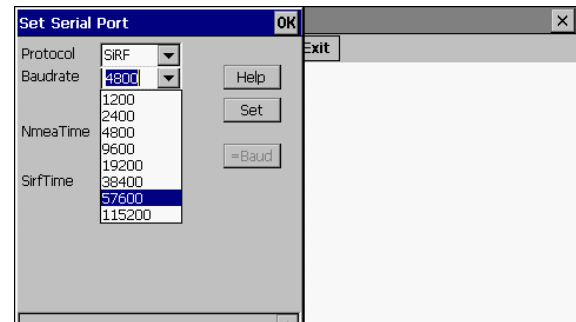 Set Serial Port OK
Exit
Protocol SiRF
Baudrate 4800 Help
1200
2400 Set
NmeaTime 4800
9600 =Baud
19200
SirfTime 38400
57600
115200